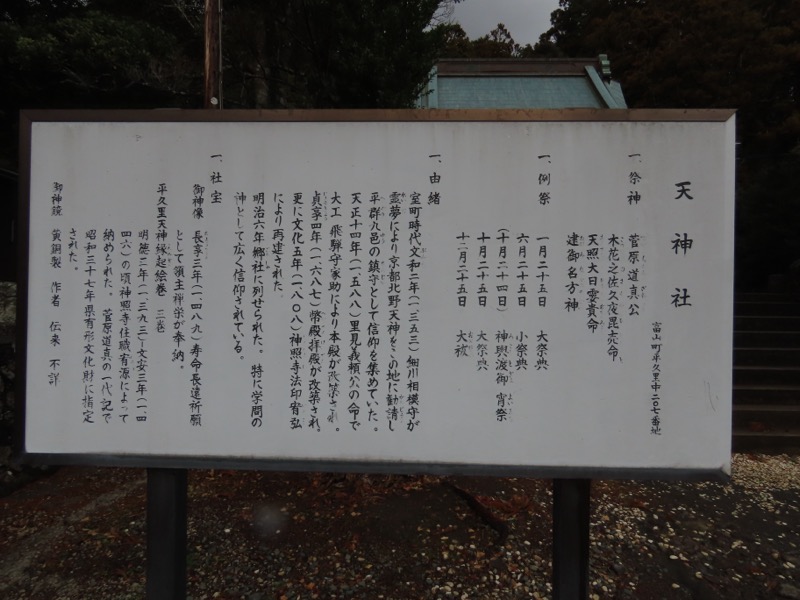 天神社
富山町平久里中二〇七番地
一、祭神 菅原道真公
木花之佐久夜毘売命
天照大日孁貴命
建御名方神
一、例祭 一月二十五日 大祭典
六月二十五日 小祭典
(十月二十四日) 神輿渡御 宵祭
十月二十五日 大祭典
十二月二十五日 大祓
一、由緒
室町時代文和二年(一三五三)細川相模守が
霊夢により京都北野天神をこの地に勧請し
平群九邑の鎮守として信仰を集めていた。
天正十四年(一五八八)里見義頼公の命で
大工飛騨守家助により本殿が改築され、
貞享四年(一六八七)幣殿拝殿が改築され、
更に文化五年(一八〇八)神照寺法印宥弘
により再建された。
明治六年郷社に列せられた。特に学問の
神として広く信仰されている。
一、社宝
御神像 長享三年(一四八九)寿命長遠祈願
として領主禅栄が奉納。
平久里天神縁起絵巻 三巻
明徳三年(一三九三)~文安三年(一四
四六)の頃神照寺住職宥源によって
納められた。菅原道真の一代記で
昭和三十七年県有形文化財に指定
された。
御神鏡 黄銅製 作者 伝来 不詳